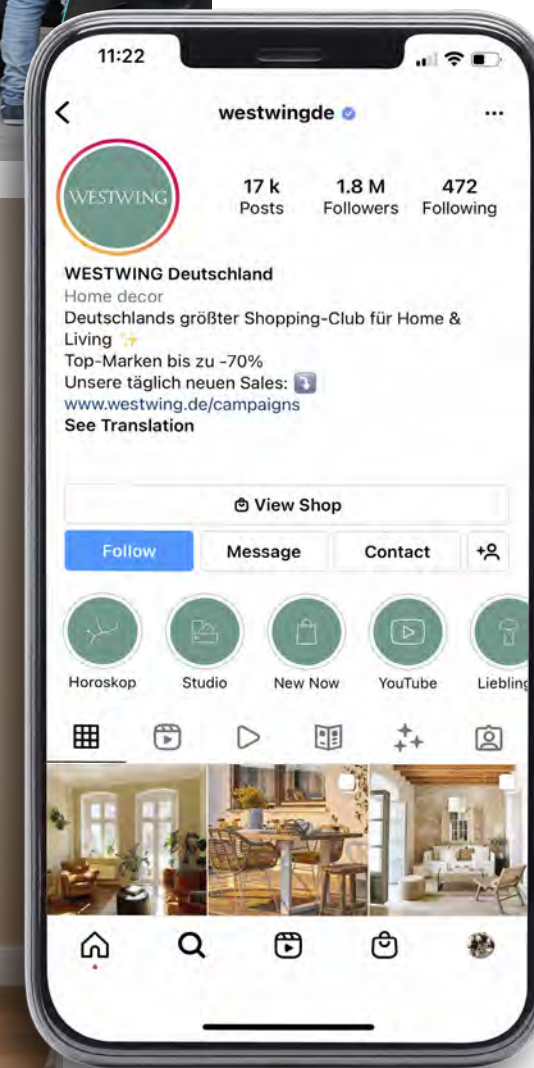 11:22
westwingde
WESTWING
17 k
Posts
1.8 M
Followers
472
Following
WESTWING Deutschland
Home decor
Deutschlands größter Shopping-Club für Home &
Living ✨
Top-Marken bis zu -70%
Unsere täglich neuen Sales: ⤵️
www.westwing.de/campaigns
See Translation
View Shop
Follow
Message
Contact
Horoskop
Studio
New Now
YouTube
Liebling